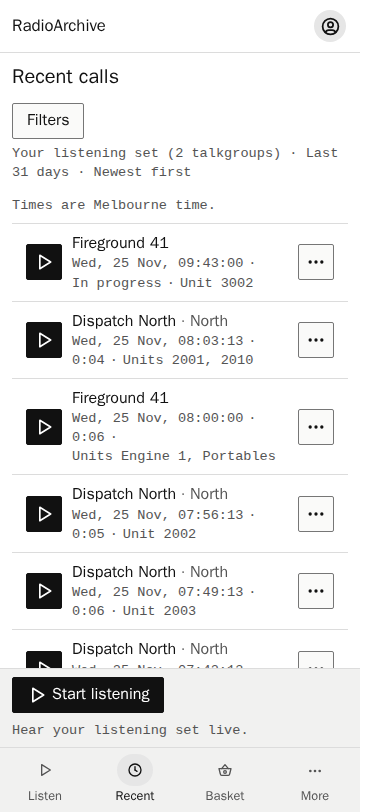 RadioArchive
Recent calls
Filters
Your listening set (2 talkgroups) · Last
31 days · Newest first
Times are Melbourne time.
Fireground 41
Wed, 25 Nov, 09:43:00 ·
In progress · Unit 3002
Dispatch North · North
Wed, 25 Nov, 08:03:13 ·
0:04 · Units 2001, 2010
Fireground 41
Wed, 25 Nov, 08:00:00 ·
0:06 ·
Units Engine 1, Portables
Dispatch North · North
Wed, 25 Nov, 07:56:13 ·
0:05 · Unit 2002
Dispatch North · North
Wed, 25 Nov, 07:49:13 ·
0:06 · Unit 2003
Dispatch North · North
Start listening
Hear your listening set live.
Listen
Recent
Basket
More